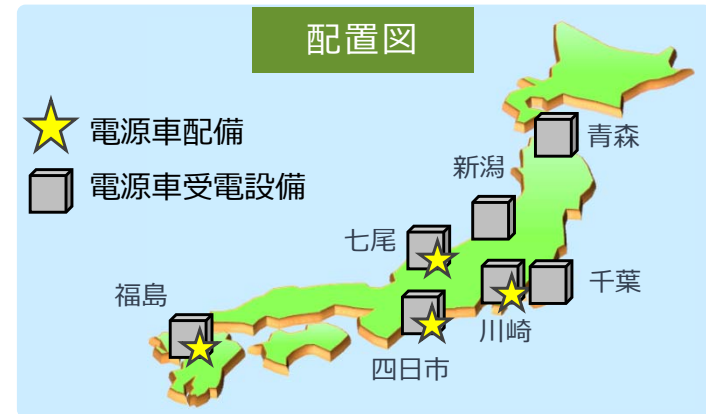 配置図
電源車配備
電源車受電設備
青森
新潟
七尾
千葉
福島
川崎
四日市